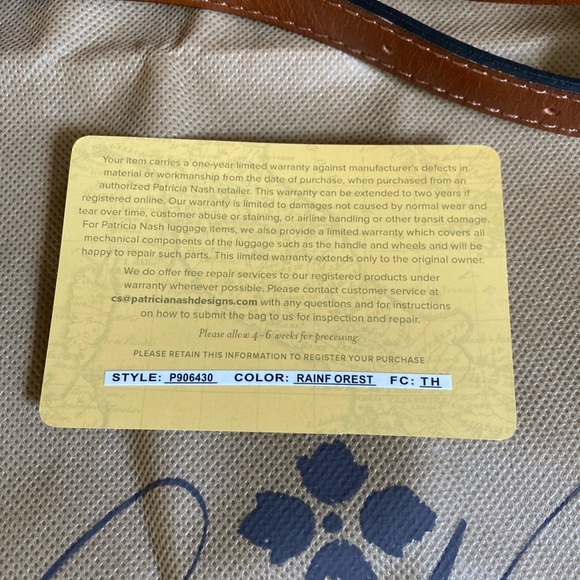 Your item carries a one-year limited warranty against manufacturer's defects in
material or workmanship from the date of purchase, when purchased from an
authorized Patricia Nash retailer. This warranty can be extended to two years if
registered online. Our warranty is limited to damages not caused by normal wear and
tear over time, customer abuse or staining, or airline handling or other transit damage.
For Patricia Nash luggage items, we also provide a limited warranty which covers all
mechanical components of the luggage such as the handle and wheels and will be
happy to repair such parts. This limited warranty extends only to the original owner.
We do offer free repair services to our registered products under
warranty whenever possible. Please contact customer service at
cs@patricianashdesigns.com with any questions and for instructions
on how to submit the bag to us for inspection and repair.
Please allow 4-6 weeks for processing.
PLEASE RETAIN THIS INFORMATION TO REGISTER YOUR PURCHASE
STYLE: P906430 COLOR: RAINF OREST FC: TH